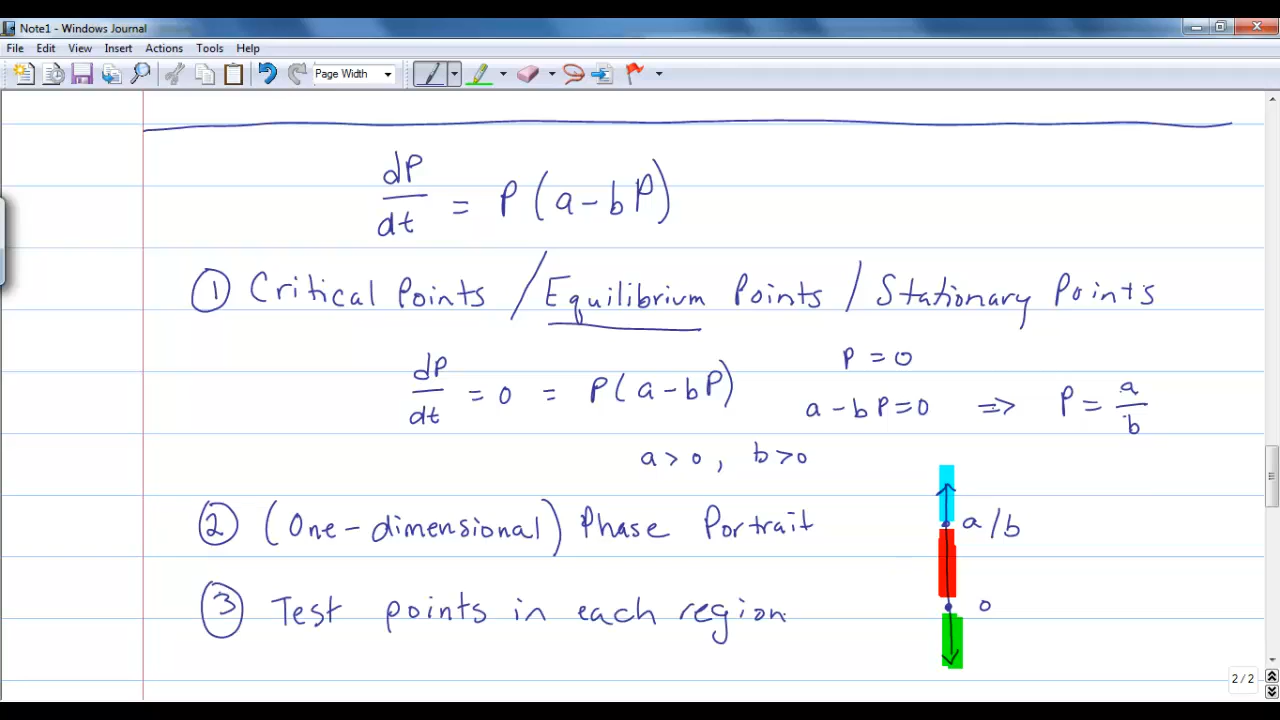 Note1 - Windows Journal
File Edit View Insert Actions Tools Help
Page Width
dP/dt = P(a-bP)
① Critical Points / Equilibrium Points / Stationary Points
dP/dt = 0 = P(a-bP)
P = 0
a - bP = 0 => P = a/b
a > 0, b > 0
② (One-dimensional) Phase Portrait
a/b
③ Test points in each region
0
2 / 2